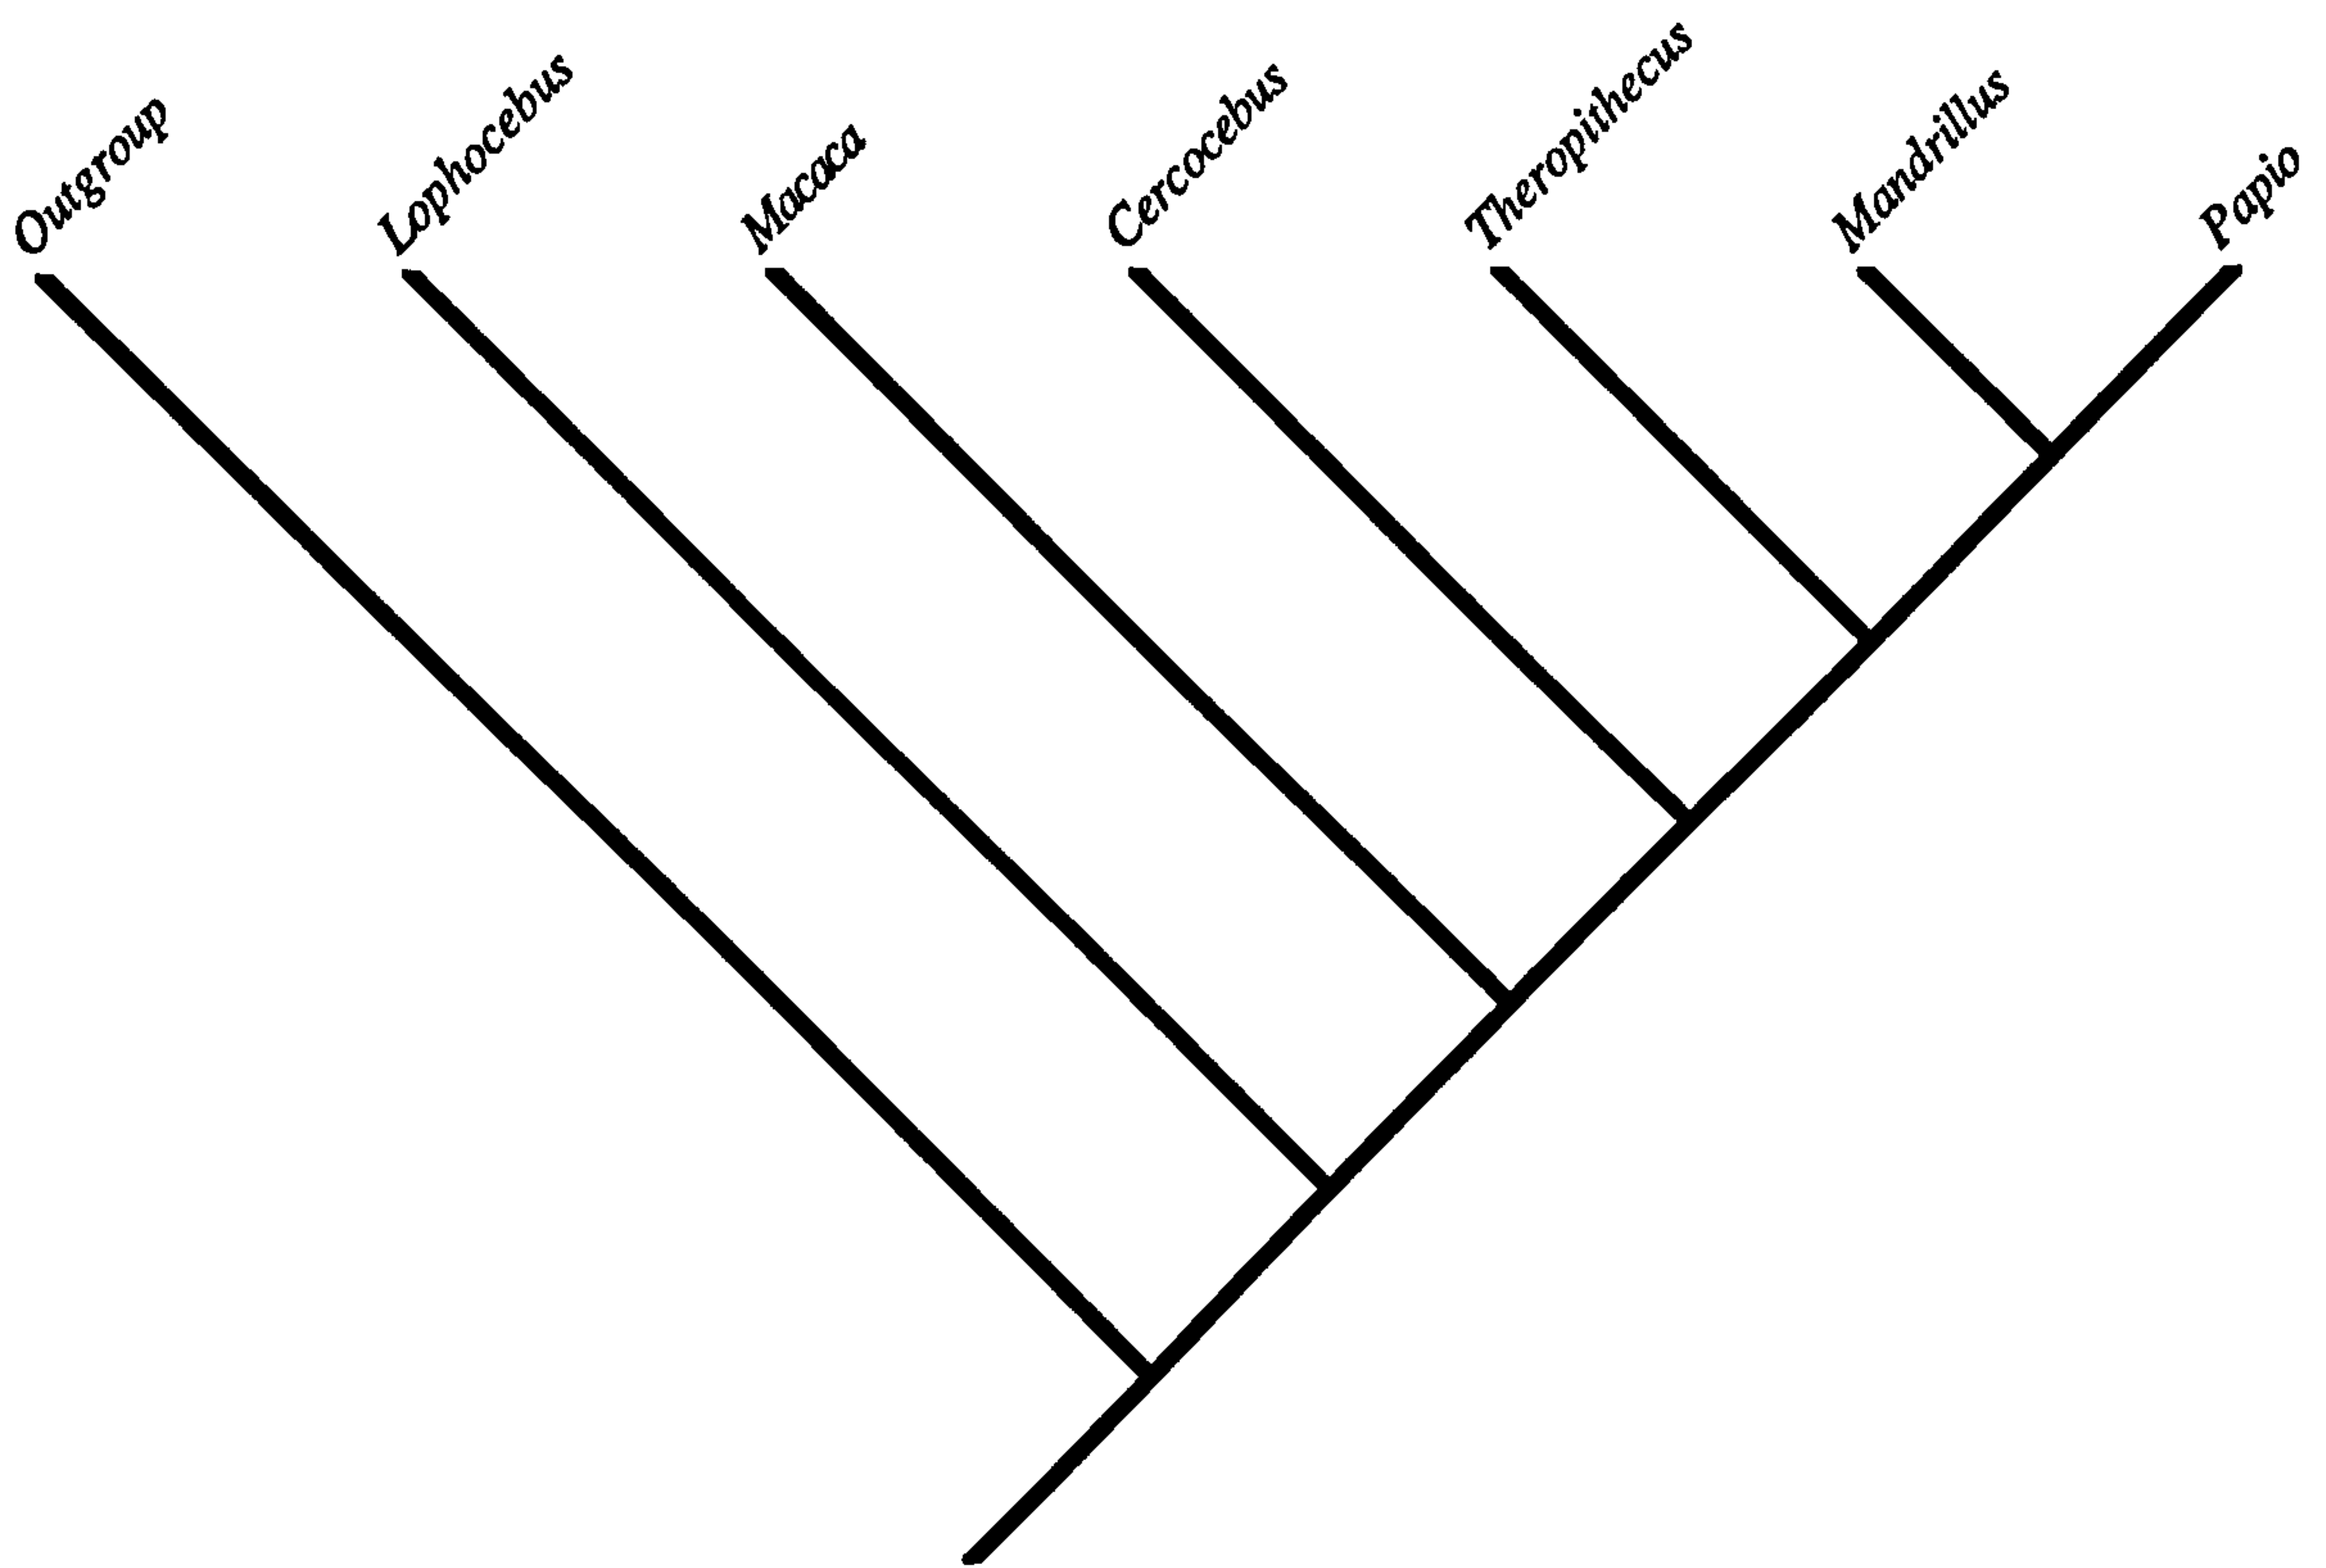 Outgroup
Lophocebus
Macaca
Cercocebus
Theropithecus
Mandrillus
Papio